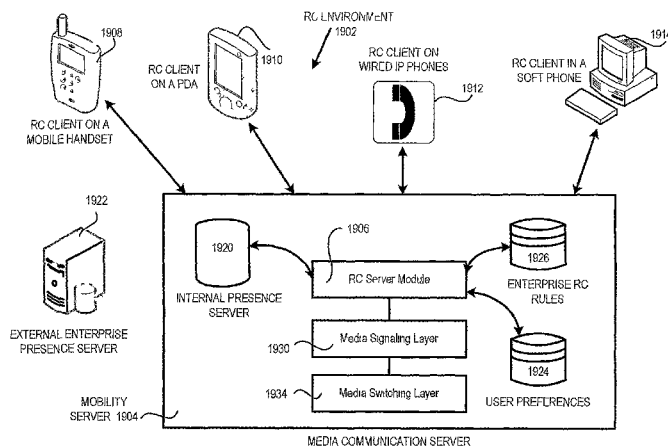 1908
1910
RC ENVIRONMENT
1902
1914
RC CLIENT
ON A PDA
RC CLIENT ON
WIRED IP PHONES
1912
RC CLIENT IN A
SOFT PHONE
RC CLIENT ON A
MOBILE HANDSET
1922
1920
1906
1926
INTERNAL PRESENCE
SERVER
RC Server Module
ENTERPRISE RC
RULES
EXTERNAL ENTERPRISE
PRESENCE SERVER
1930
Media Signaling Layer
1924
1934
Media Switching Layer
USER PREFERENCES
MOBILITY
SERVER 1904
MEDIA COMMUNICATION SERVER